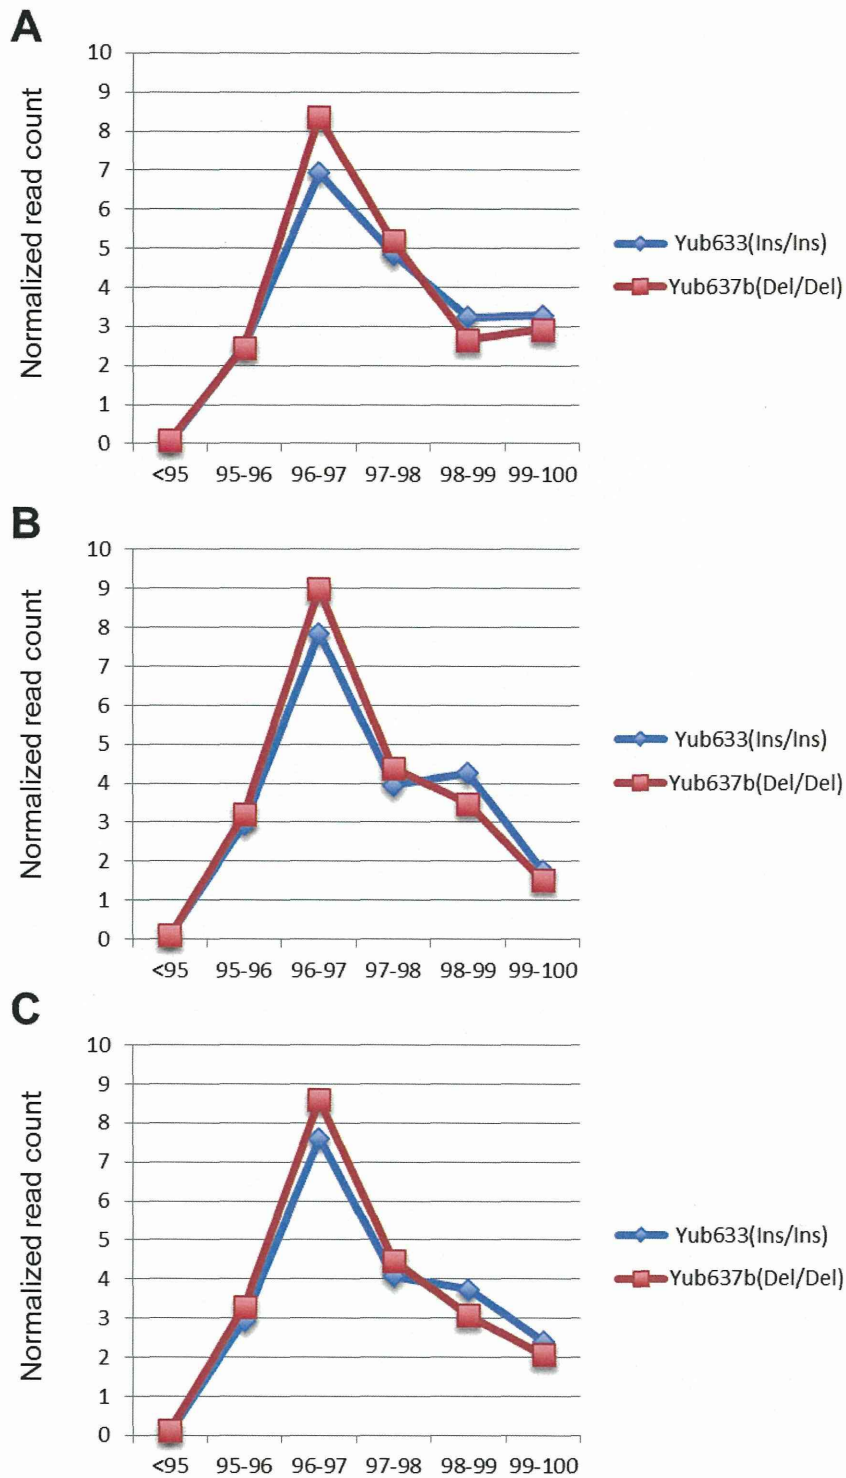 A
Normalized read count
10
9
8
7
6
5
4
3
2
1
0
<95 95-96 96-97 97-98 98-99 99-100
Yub633(Ins/Ins)
Yub637b(Del/Del)
B
Normalized read count
10
9
8
7
6
5
4
3
2
1
0
<95 95-96 96-97 97-98 98-99 99-100
Yub633(Ins/Ins)
Yub637b(Del/Del)
C
Normalized read count
10
9
8
7
6
5
4
3
2
1
0
<95 95-96 96-97 97-98 98-99 99-100
Yub633(Ins/Ins)
Yub637b(Del/Del)